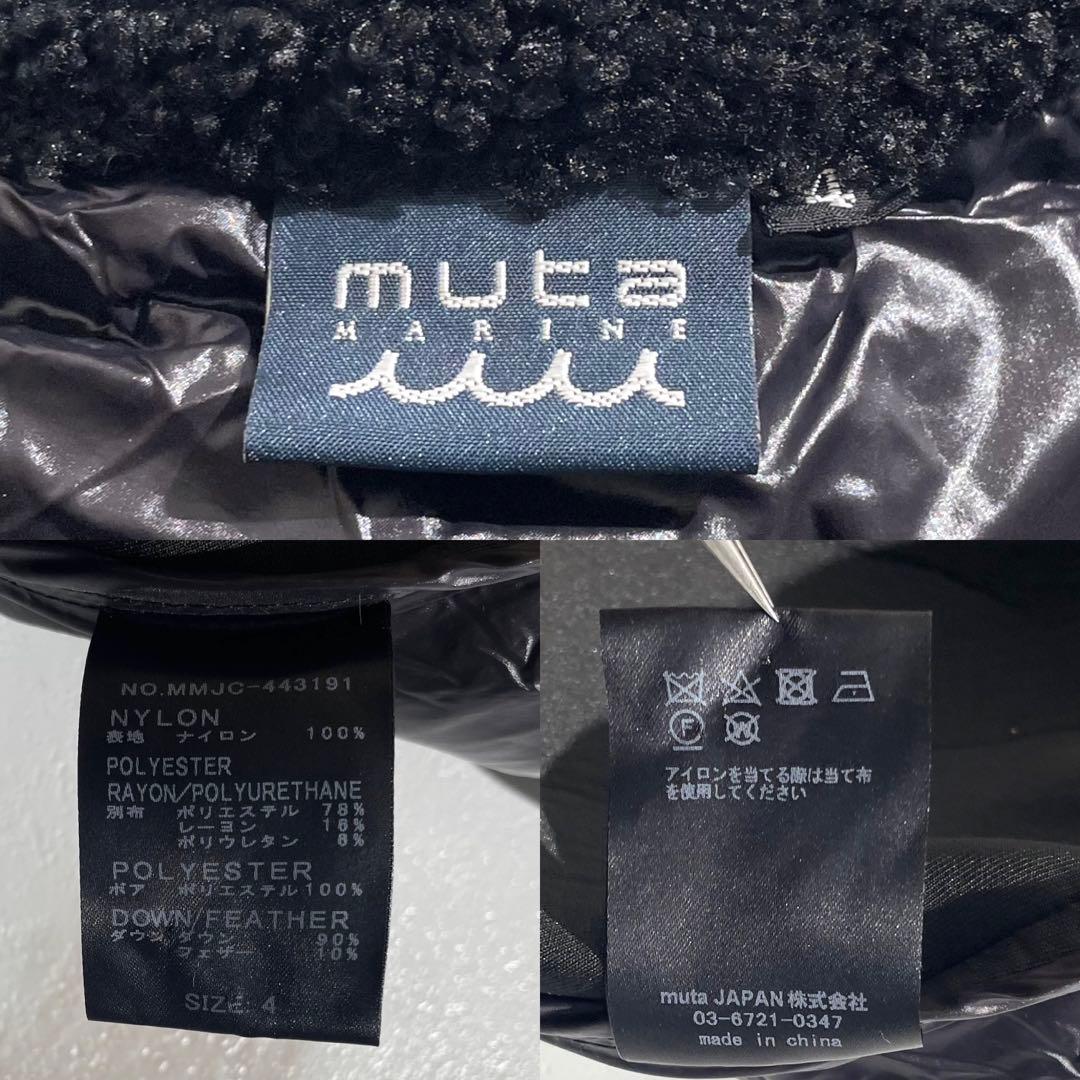 4
muta
MARINE
NO.MMJC-443191
NYLON
表地 ナイロン 100%
POLYESTER
RAYON/POLYURETHANE
別布 ポリエステル 78%
レーヨン 16%
ポリウレタン 6%
POLYESTER
ボア ポリエステル100%
DOWN/FEATHER
ダウン ダウン 90%
フェザー 10%
SIZE 4
F W
アイロンを当てる際は当て布
を使用してください
muta JAPAN株式会社
03-6721-0347
made in china